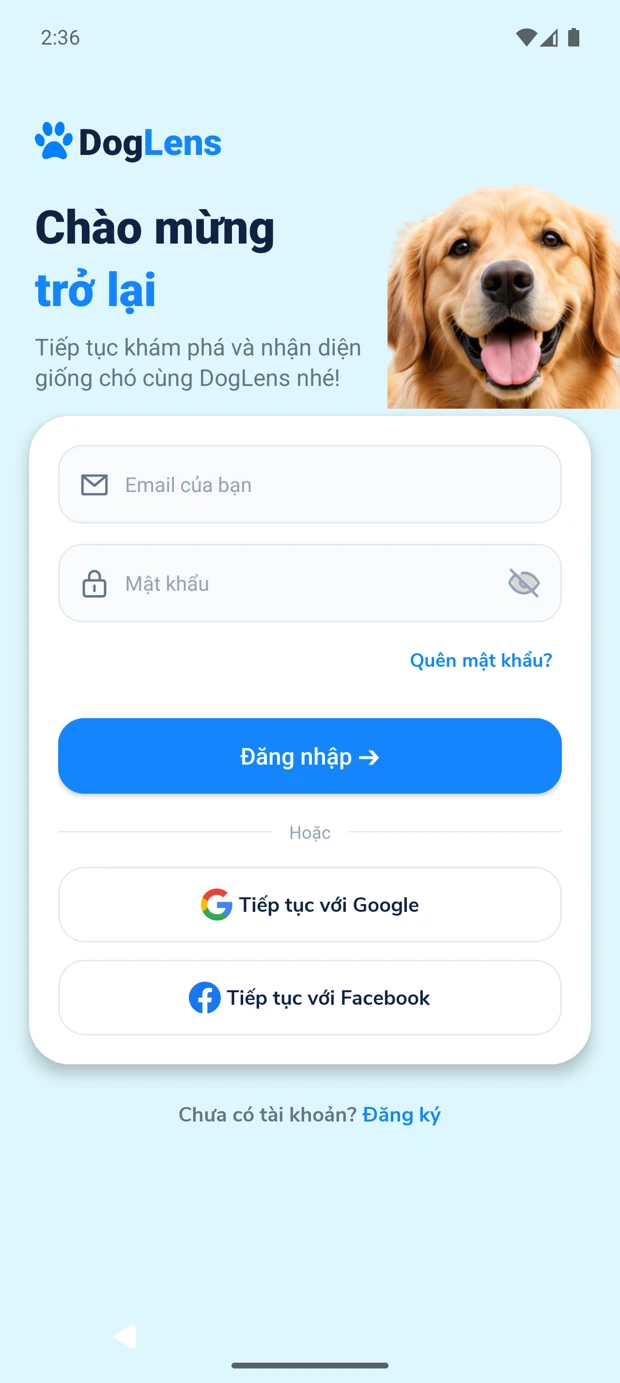 2:36
DogLens
Chào mừng
trở lại
Tiếp tục khám phá và nhận diện
giống chó cùng DogLens nhé!
Email của bạn
Mật khẩu
Quên mật khẩu?
Đăng nhập →
Hoặc
Tiếp tục với Google
Tiếp tục với Facebook
Chưa có tài khoản? Đăng ký